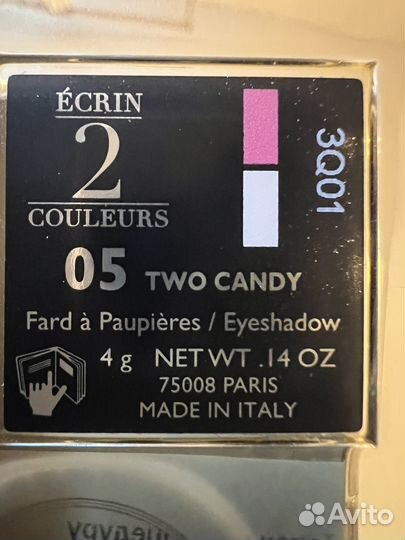 ÉCRIN
2
COULEURS
3Q01
05 TWO CANDY
Fard à Paupières / Eyeshadow
4 g NET WT .14 OZ
75008 PARIS
MADE IN ITALY
Avito